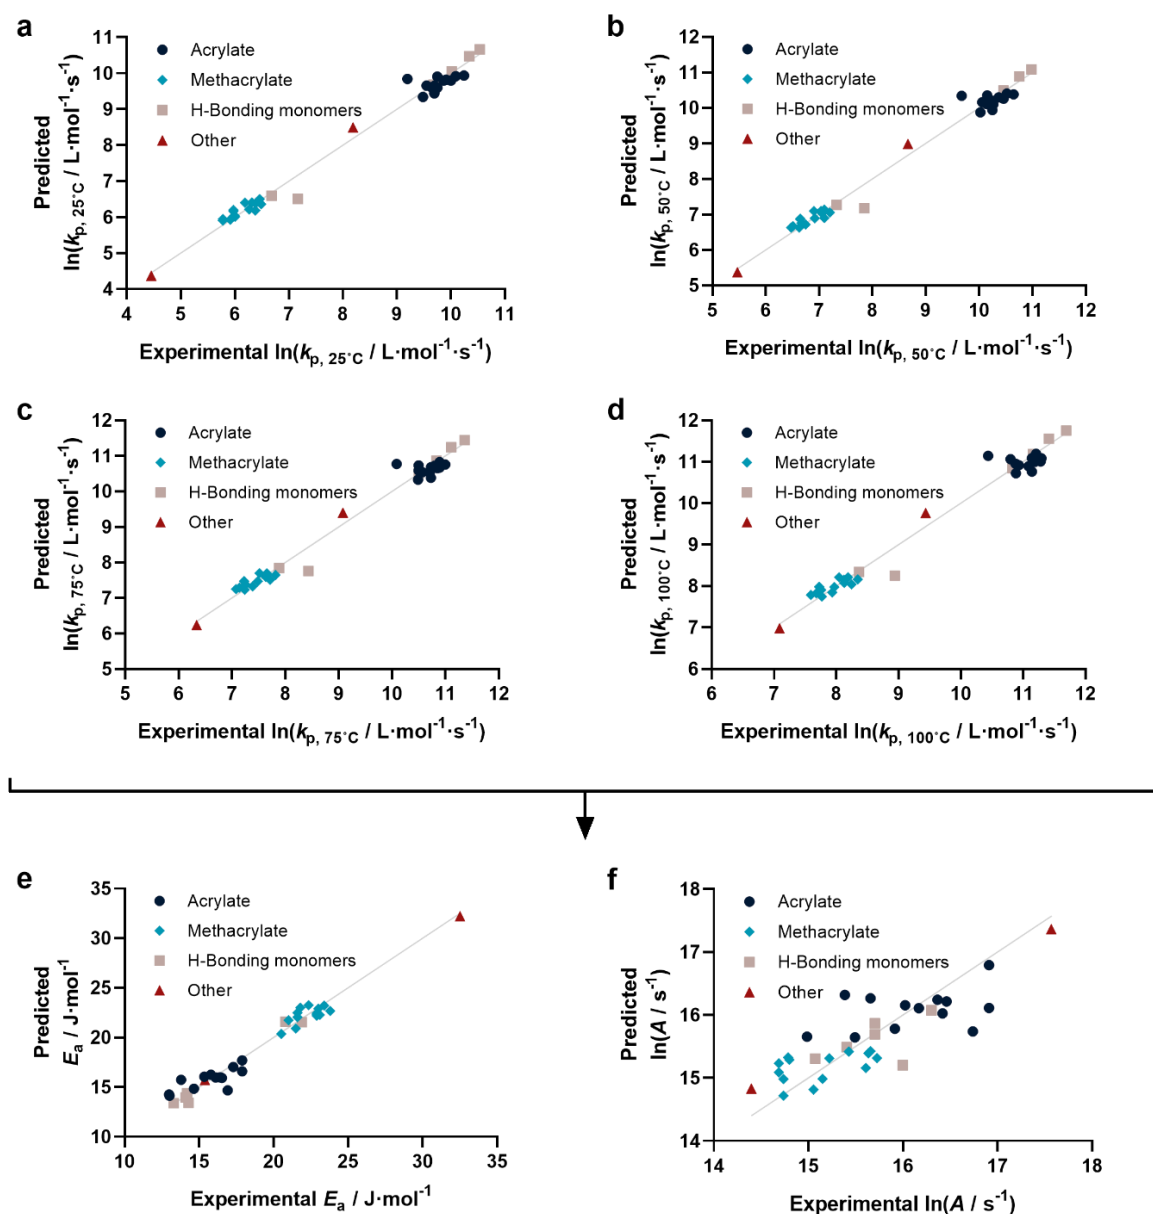 a
Predicted
ln(kp, 25°C / L·mol-1·s-1)
11
10
9
8
7
6
5
4
Acrylate
Methacrylate
H-Bonding monomers
Other
4 5 6 7 8 9 10 11
Experimental ln(kp, 25°C / L·mol-1·s-1)
b
Predicted
ln(kp, 50°C / L·mol-1·s-1)
12
11
10
9
8
7
6
5
Acrylate
Methacrylate
H-Bonding monomers
Other
5 6 7 8 9 10 11 12
Experimental ln(kp, 50°C / L·mol-1·s-1)
c
Predicted
ln(kp, 75°C / L·mol-1·s-1)
12
11
10
9
8
7
6
5
Acrylate
Methacrylate
H-Bonding monomers
Other
5 6 7 8 9 10 11 12
Experimental ln(kp, 75°C / L·mol-1·s-1)
d
Predicted
ln(kp, 100°C / L·mol-1·s-1)
12
11
10
9
8
7
6
Acrylate
Methacrylate
H-Bonding monomers
Other
6 7 8 9 10 11 12
Experimental ln(kp, 100°C / L·mol-1·s-1)
e
Predicted
Ea / J·mol-1
35
30
25
20
15
10
Acrylate
Methacrylate
H-Bonding monomers
Other
10 15 20 25 30 35
Experimental Ea / J·mol-1
f
Predicted
ln(A / s-1)
18
17
16
15
14
Acrylate
Methacrylate
H-Bonding monomers
Other
14 15 16 17 18
Experimental ln(A / s-1)